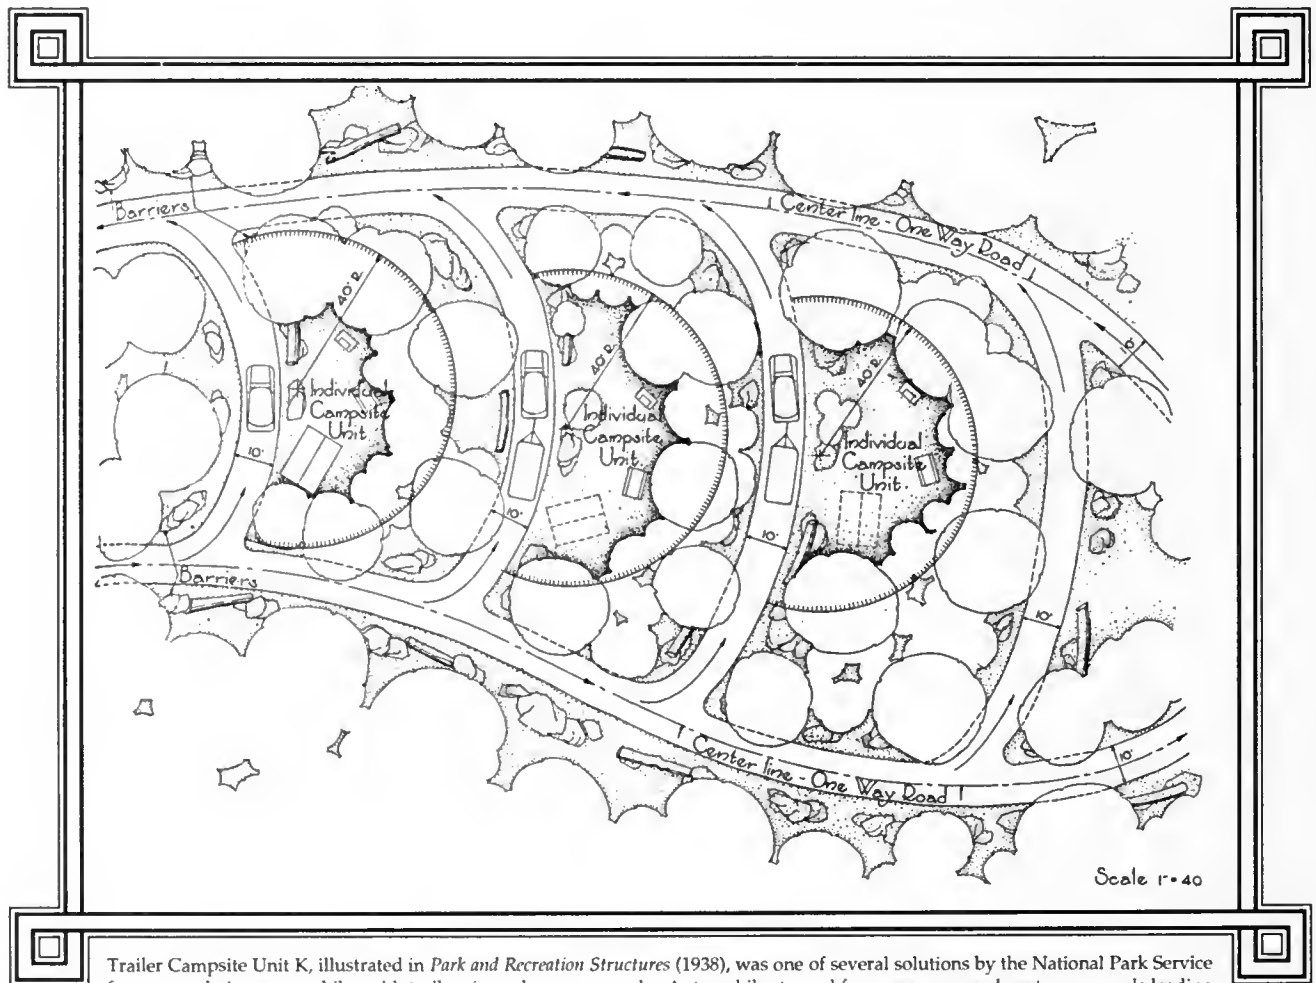 Barriers
Center line - One Way Road
40' R.
40' R.
40' R.
Individual
Campsite
Unit
Individual
Campsite
Unit.
Individual
Campsite
Unit.
10'
10'
10'
10'
10'
Barriers
Center line - One Way Road
Scale 1"=40
Trailer Campsite Unit K, illustrated in Park and Recreation Structures (1938), was one of several solutions by the National Park Service